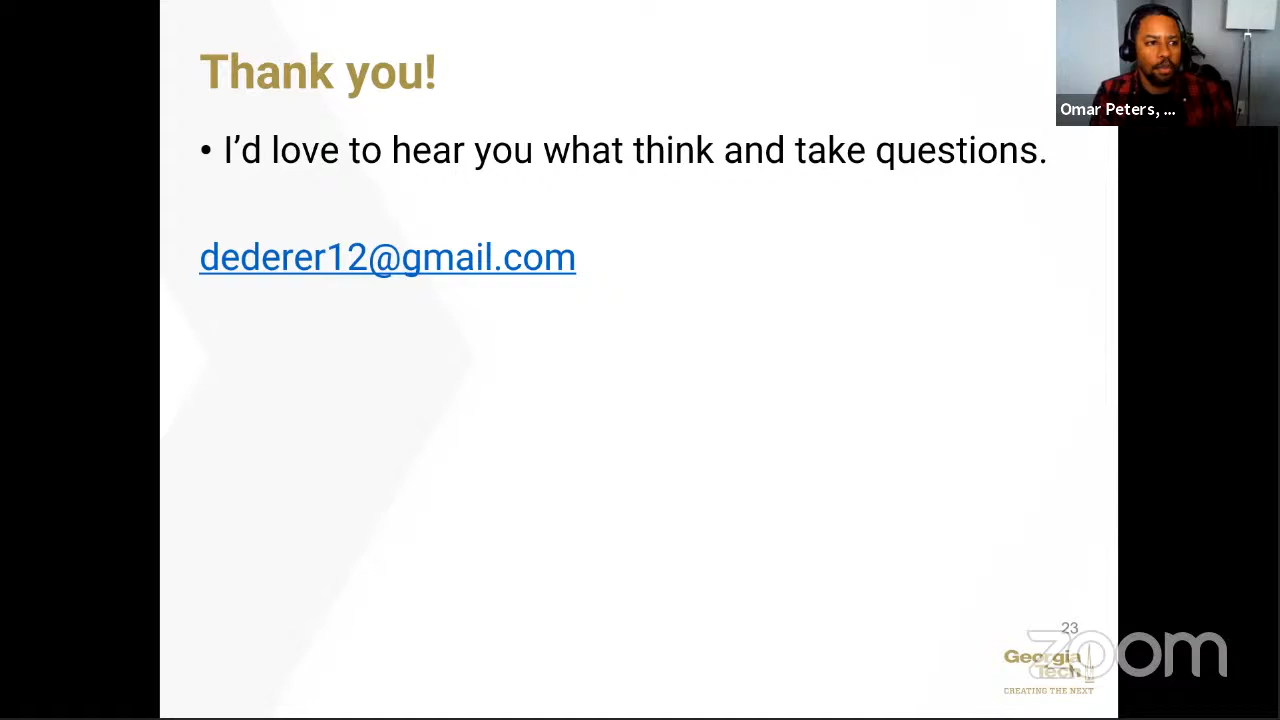 Thank you!
Omar Peters, ...
• I’d love to hear you what think and take questions.
dederer12@gmail.com
23
zoom
Georgia
Tech
CREATING THE NEXT